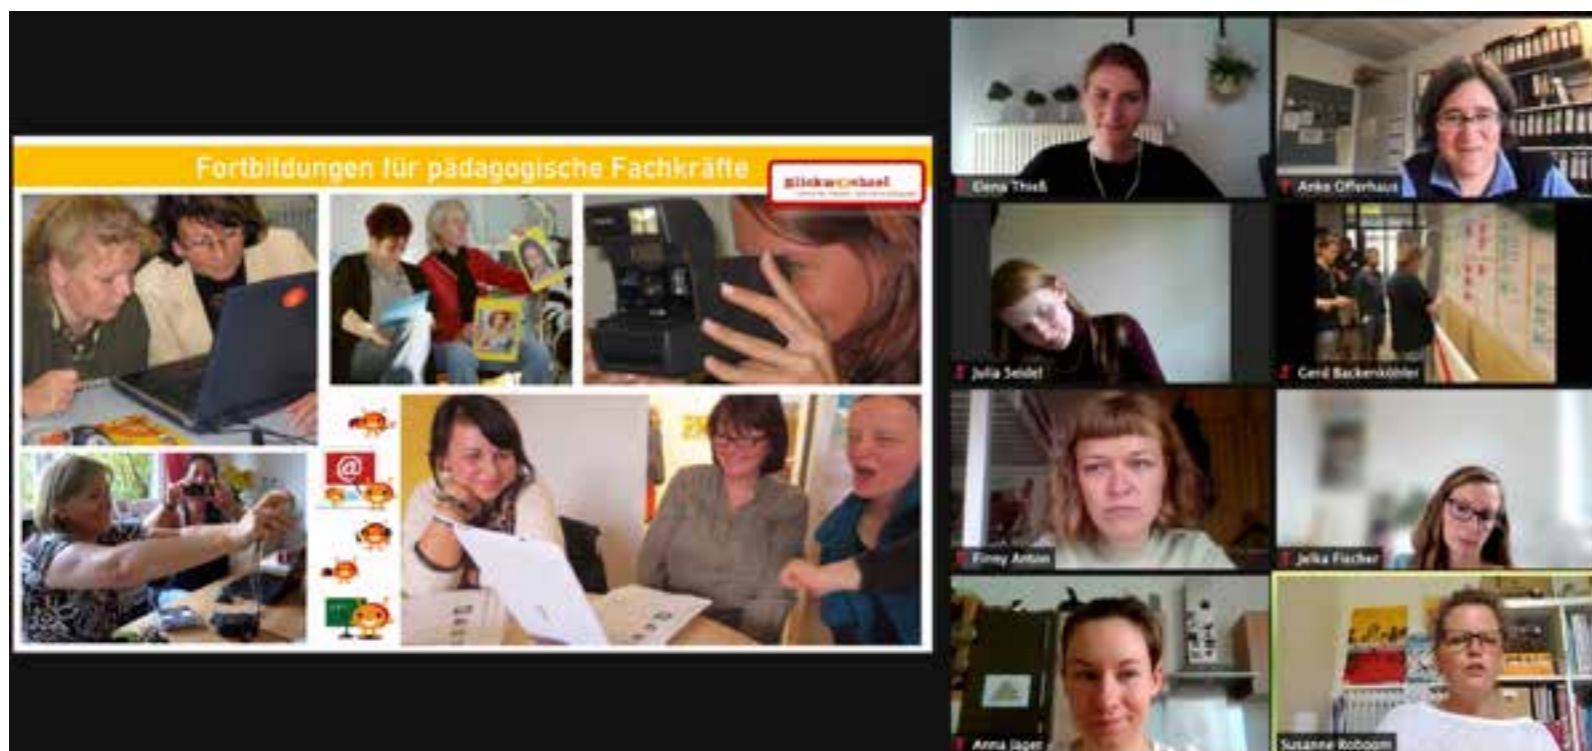 Fortbildungen für pädagogische Fachkräfte
Blickwechsel
@
Elena Thieß
Anke Offerhaus
Julia Seidel
Gerd Backenköhler
Anton
Jelka Fischer
Anna Jäger
Susanne Roboom